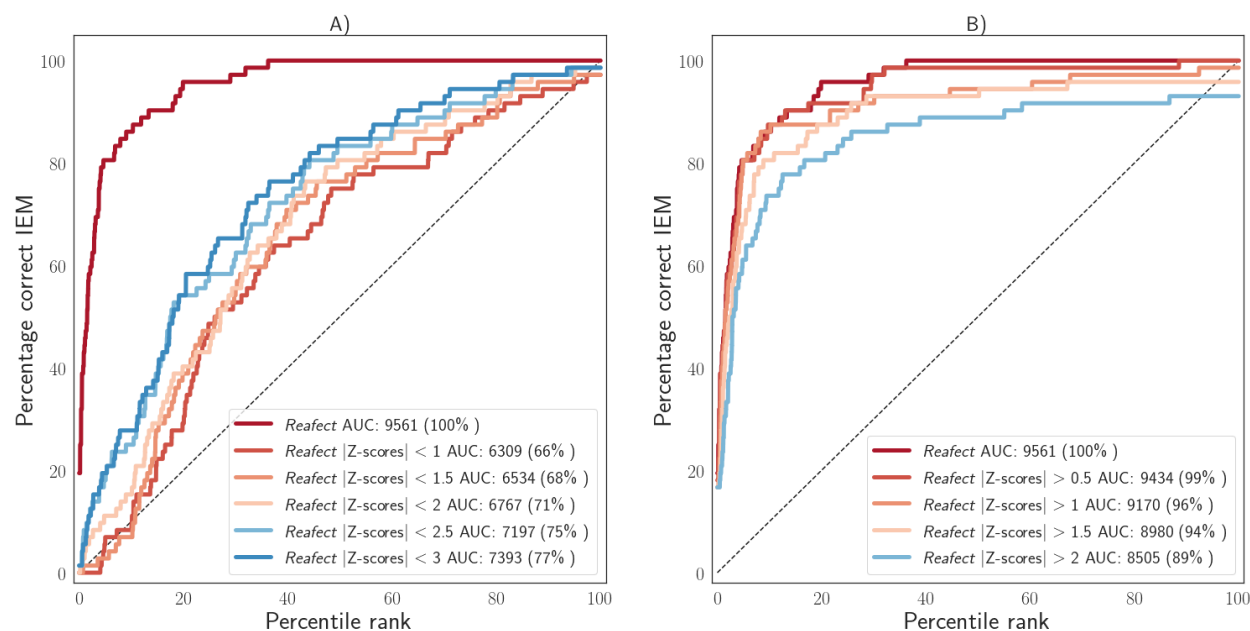 A)
100
80
60
40
20
0
Percentage correct IEM
0 20 40 60 80 100
Percentile rank
Reafect AUC: 9561 (100% )
Reafect |Z-scores| < 1 AUC: 6309 (66% )
Reafect |Z-scores| < 1.5 AUC: 6534 (68% )
Reafect |Z-scores| < 2 AUC: 6767 (71% )
Reafect |Z-scores| < 2.5 AUC: 7197 (75% )
Reafect |Z-scores| < 3 AUC: 7393 (77% )
B)
100
80
60
40
20
0
Percentage correct IEM
0 20 40 60 80 100
Percentile rank
Reafect AUC: 9561 (100% )
Reafect |Z-scores| > 0.5 AUC: 9434 (99% )
Reafect |Z-scores| > 1 AUC: 9170 (96% )
Reafect |Z-scores| > 1.5 AUC: 8980 (94% )
Reafect |Z-scores| > 2 AUC: 8505 (89% )